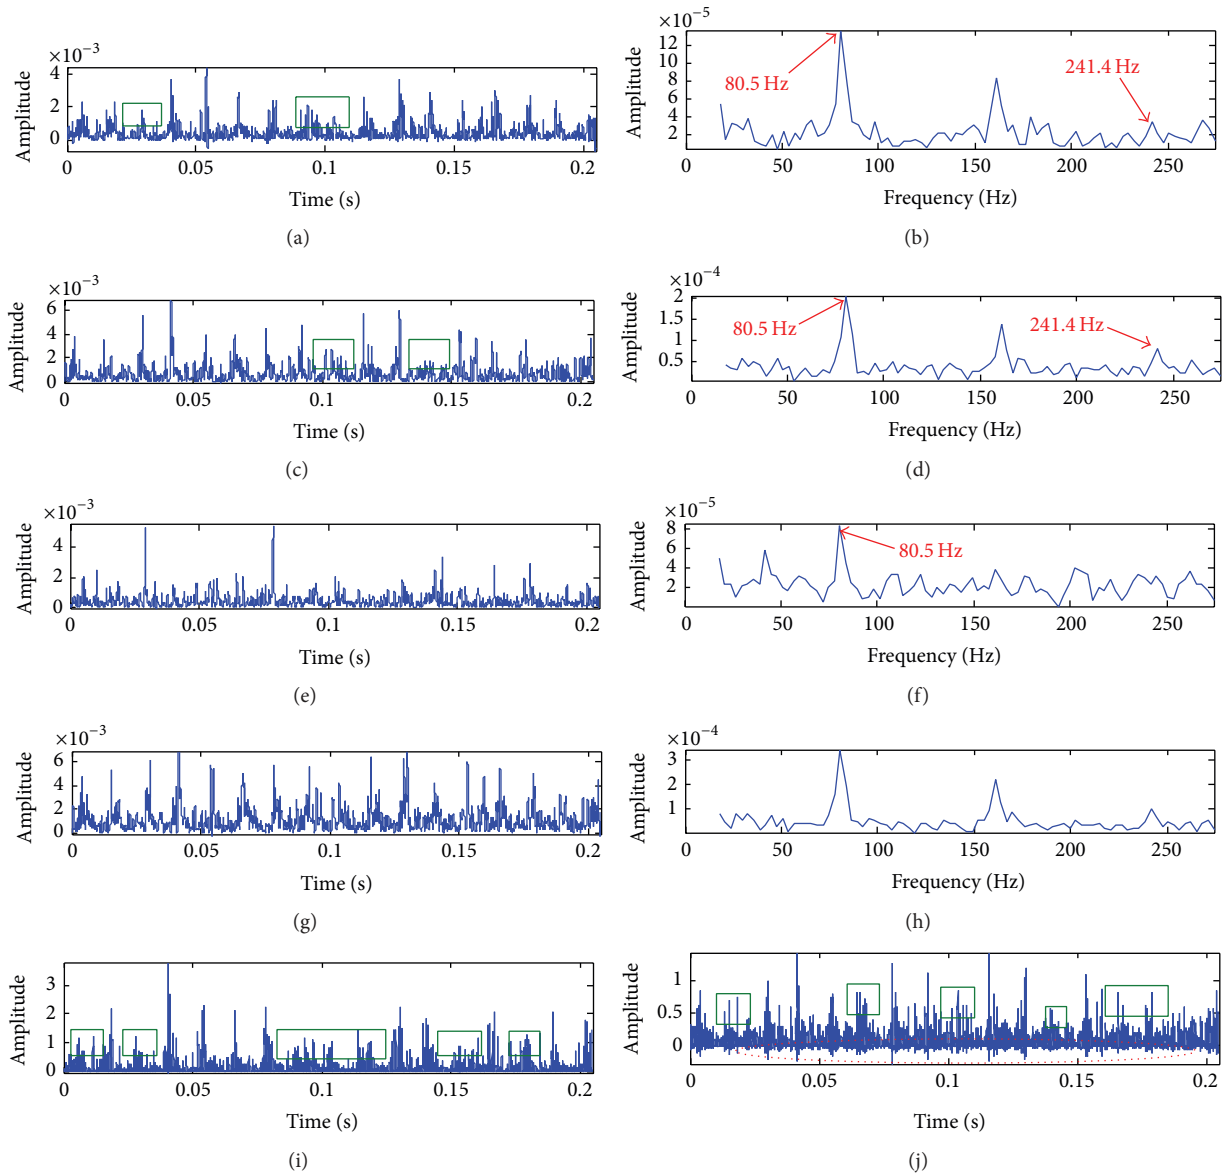 ×10⁻³
4
2
0
Amplitude
0
0.05
0.1
0.15
0.2
Time (s)
(a)
×10⁻⁵
12
10
8
6
4
2
Amplitude
80.5 Hz
241.4 Hz
0
50
100
150
200
250
Frequency (Hz)
(b)
×10⁻³
6
4
2
0
Amplitude
0
0.05
0.1
0.15
0.2
Time (s)
(c)
×10⁻⁴
2
1.5
1
0.5
Amplitude
80.5 Hz
241.4 Hz
0
50
100
150
200
250
Frequency (Hz)
(d)
×10⁻³
4
2
0
Amplitude
0
0.05
0.1
0.15
0.2
Time (s)
(e)
×10⁻⁵
8
6
4
2
Amplitude
80.5 Hz
0
50
100
150
200
250
Frequency (Hz)
(f)
×10⁻³
6
4
2
0
Amplitude
0
0.05
0.1
0.15
0.2
Time (s)
(g)
×10⁻⁴
3
2
1
Amplitude
0
50
100
150
200
250
Frequency (Hz)
(h)
3
2
1
0
Amplitude
0
0.05
0.1
0.15
0.2
Time (s)
(i)
1
0.5
0
Amplitude
0
0.05
0.1
0.15
0.2
Time (s)
(j)